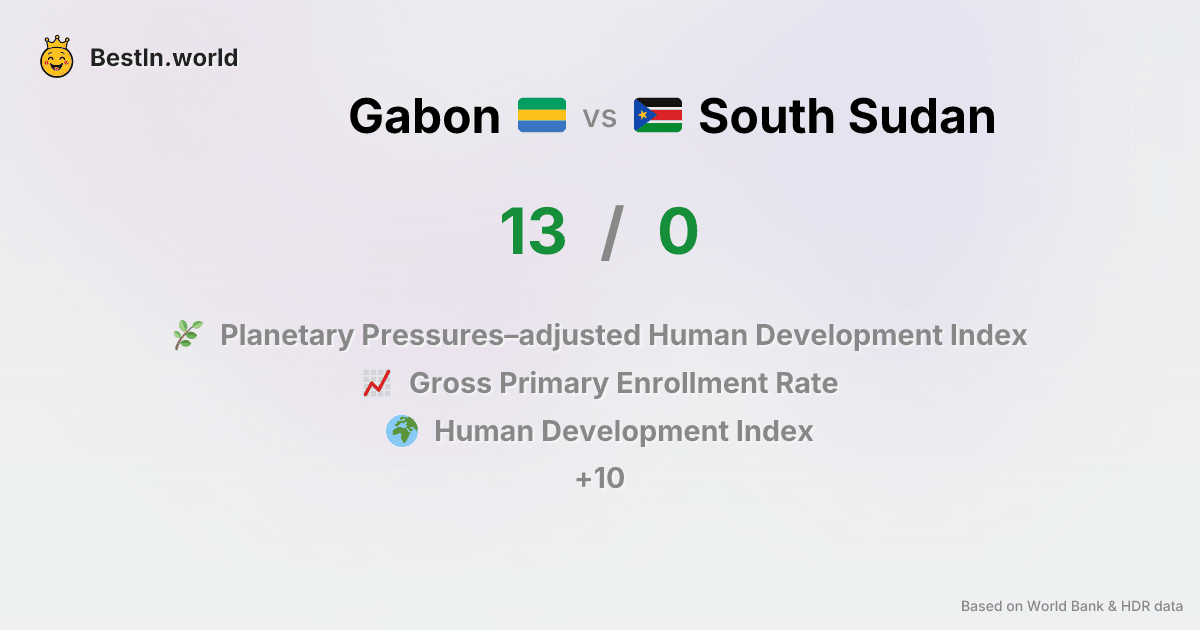 BestIn.world
Gabon vs South Sudan
13 / 0
Planetary Pressures–adjusted Human Development Index
Gross Primary Enrollment Rate
Human Development Index
+10
Based on World Bank & HDR data